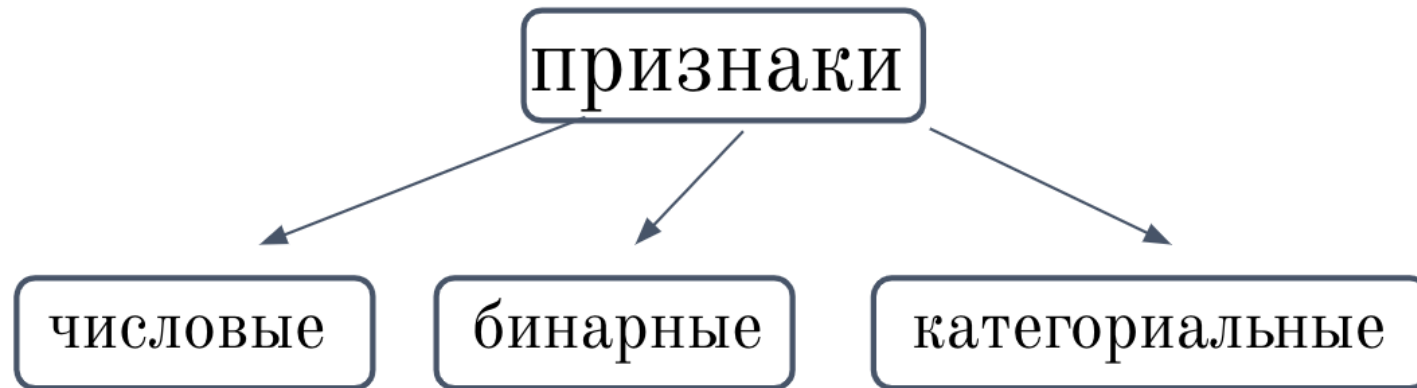 признаки
числовые
бинарные
категориальные